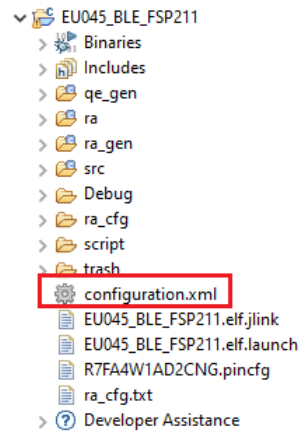 EU045_BLE_FSP211
Binaries
Includes
qe_gen
ra
ra_gen
src
Debug
ra_cfg
script
trash
configuration.xml
EU045_BLE_FSP211.elf.jlink
EU045_BLE_FSP211.elf.launch
R7FA4W1AD2CNG.pincfg
ra_cfg.txt
Developer Assistance